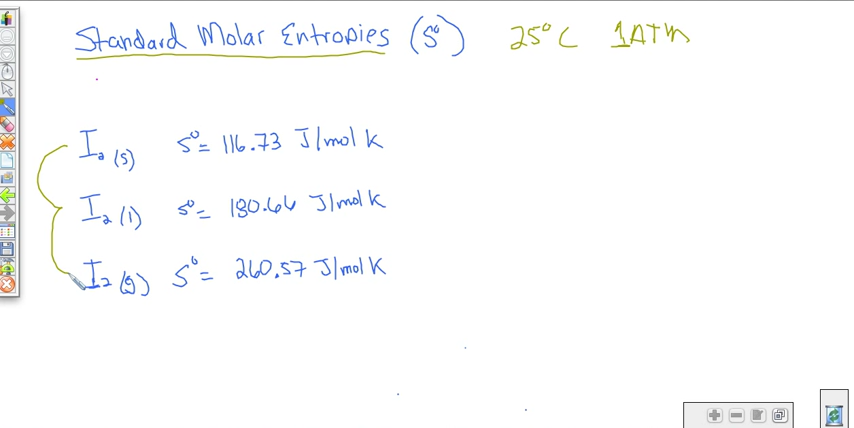 Standard Molar Entropies (S°) 25°C 1ATM
I₂(s) S°= 116.73 J/mol K
I₂(l) S°= 180.66 J/mol K
I₂(g) S°= 260.57 J/mol K